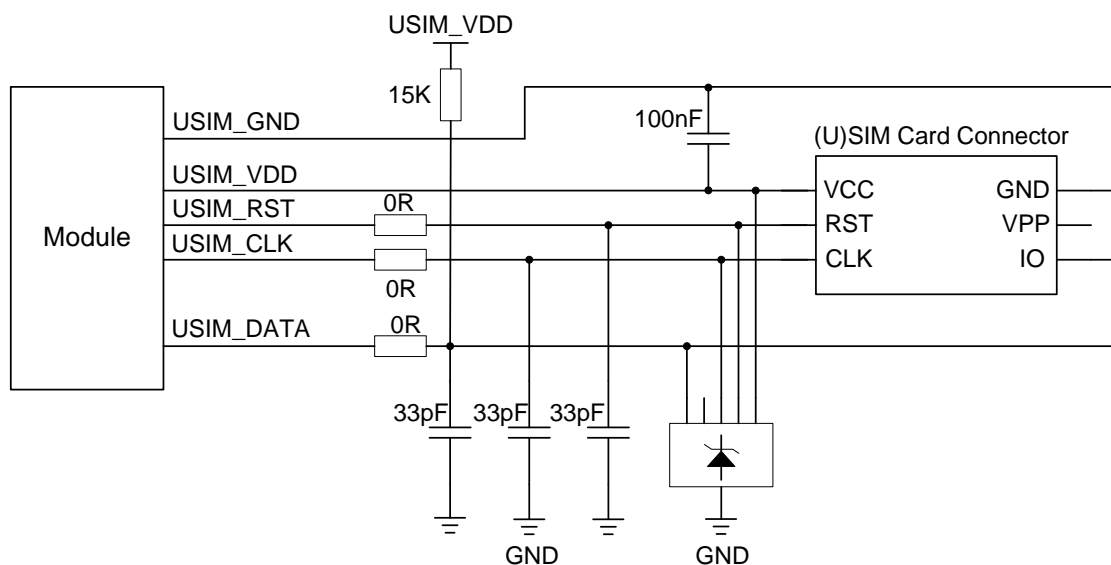 USIM_VDD
15K
USIM_GND
100nF
(U)SIM Card Connector
USIM_VDD
VCC
GND
USIM_RST
0R
RST
VPP
Module
USIM_CLK
0R
CLK
IO
USIM_DATA
0R
33pF
33pF
33pF
GND
GND